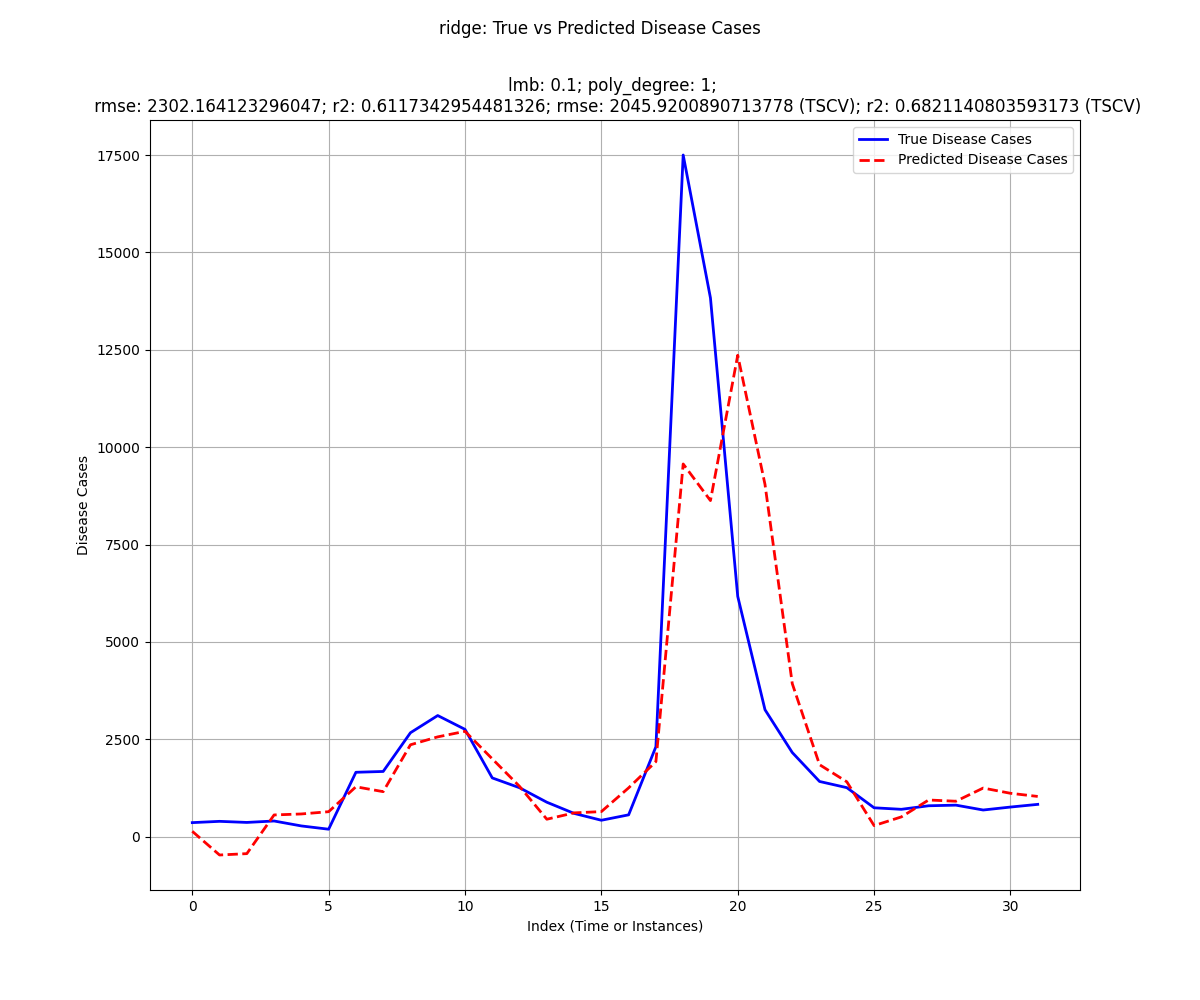 ridge: True vs Predicted Disease Cases
lmb: 0.1; poly_degree: 1;
rmse: 2302.164123296047; r2: 0.6117342954481326; rmse: 2045.9200890713778 (TSCV); r2: 0.6821140803593173 (TSCV)
True Disease Cases
Predicted Disease Cases
17500
15000
12500
10000
7500
5000
2500
0
Disease Cases
0 5 10 15 20 25 30
Index (Time or Instances)